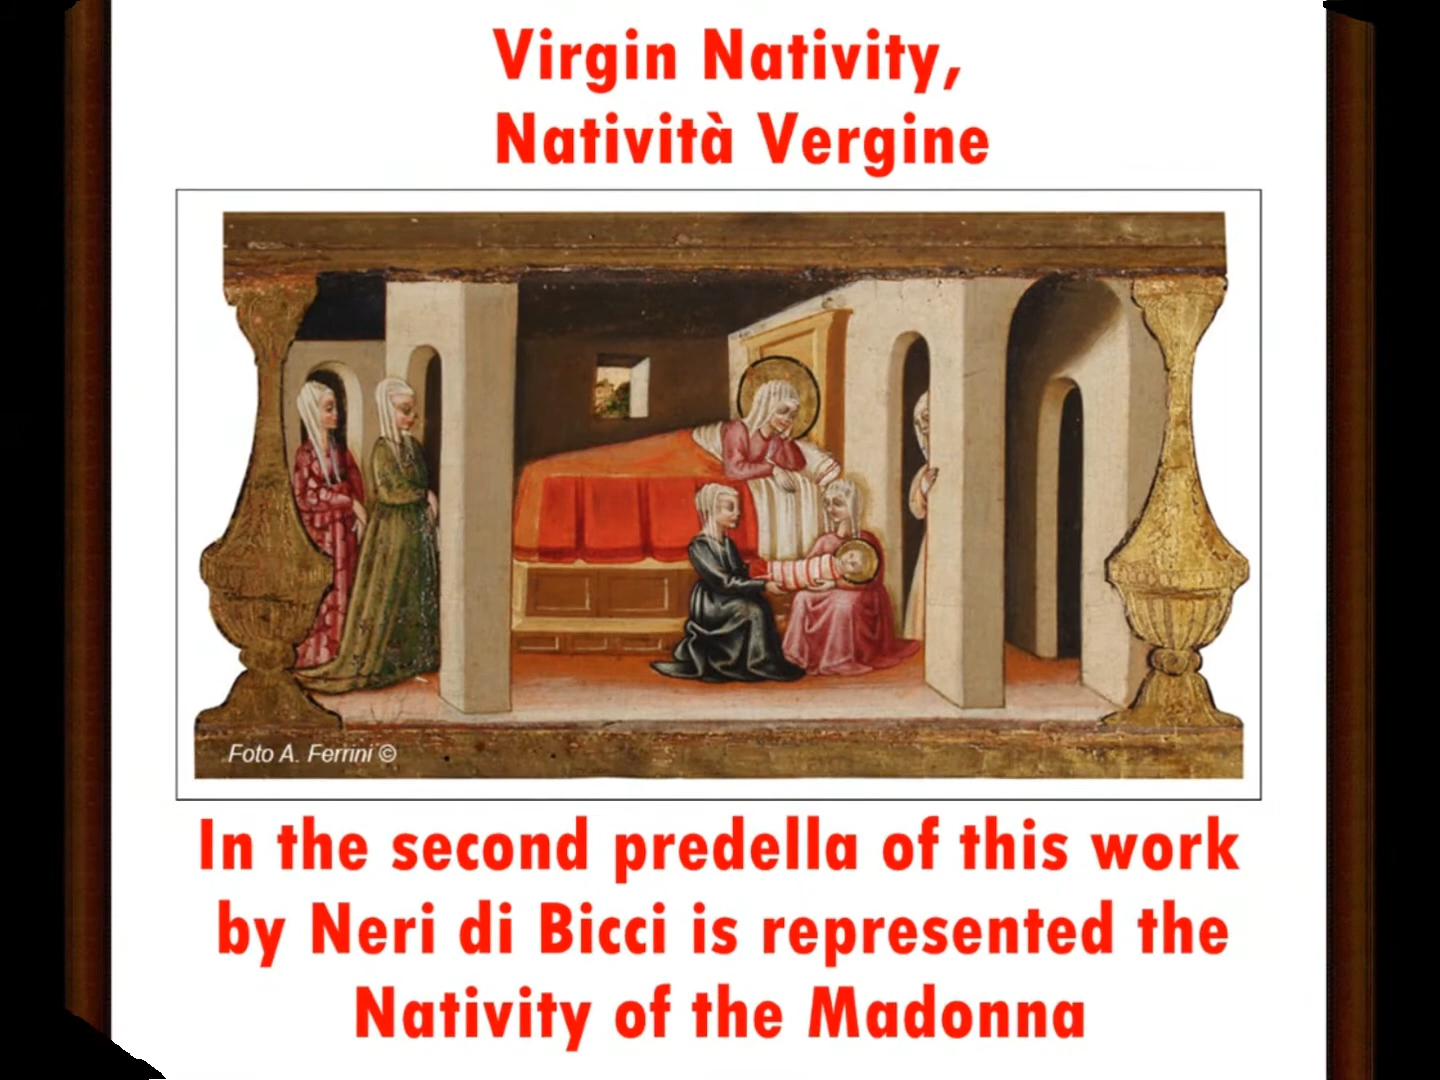 Virgin Nativity,
Natività Vergine
Foto A. Ferrini ©
In the second predella of this work
by Neri di Bicci is represented the
Nativity of the Madonna